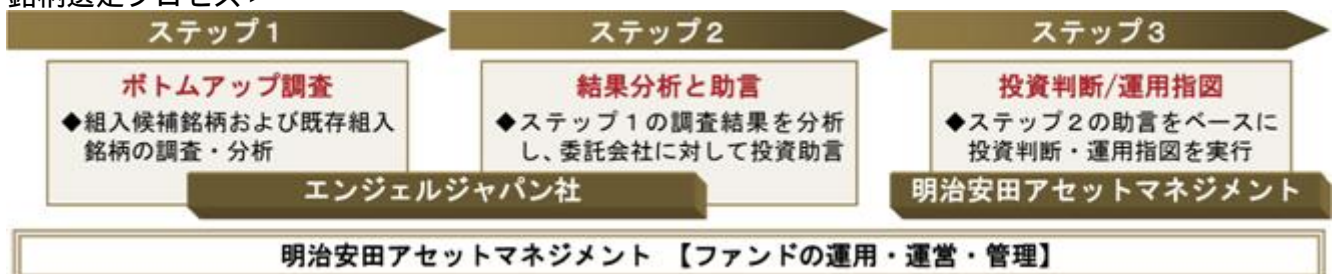 銘柄選定プロセス>
ステップ1
ステップ2
ステップ3
ボトムアップ調査
◆組入候補銘柄および既存組入
銘柄の調査・分析
結果分析と助言
◆ステップ1の調査結果を分析
し、委託会社に対して投資助言
投資判断/運用指図
◆ステップ2の助言をベースに
投資判断・運用指図を実行
エンジェルジャパン社
明治安田アセットマネジメント
明治安田アセットマネジメント 【ファンドの運用・運営・管理】